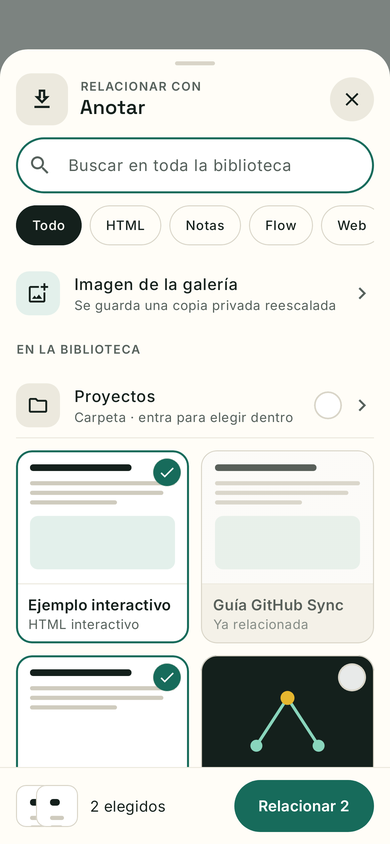 RELACIONAR CON
Anotar
Buscar en toda la biblioteca
Todo
HTML
Notas
Flow
Web
Imagen de la galería
Se guarda una copia privada reescalada
EN LA BIBLIOTECA
Proyectos
Carpeta · entra para elegir dentro
Ejemplo interactivo
HTML interactivo
Guía GitHub Sync
Ya relacionada
2 elegidos
Relacionar 2